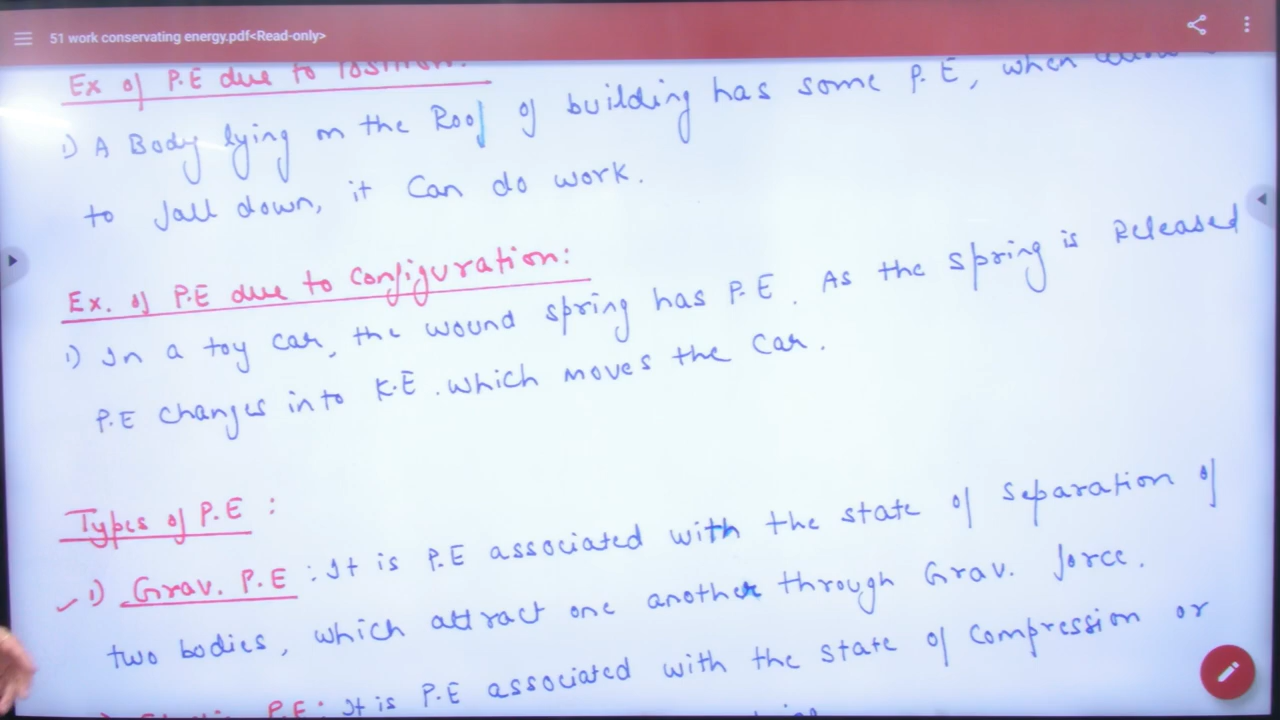 51 work conservating energy.pdf<Read-only>
Ex of P.E due to Position:
1) A Body lying on the Roof of building has some P.E, when
to fall down, it Can do work.
Ex. of P.E due to Configuration:
1) In a toy car, the wound spring has P.E. As the spring is Released
P.E changes into K.E. which moves the Car.
Types of P.E :
1) Grav. P.E : It is P.E associated with the state of Separation of
two bodies, which attract one another through Grav. force.
P.E: It is P.E associated with the state of Compression or